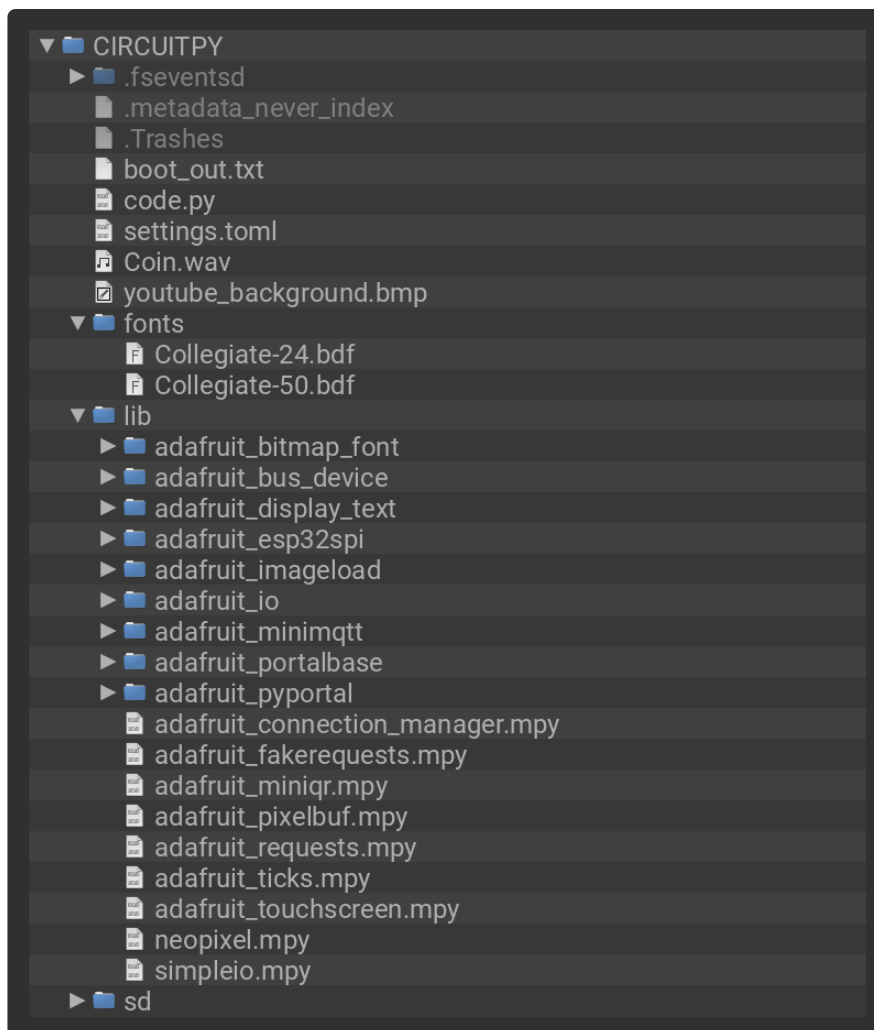 CIRCUITPY
.fseventsd
.metadata_never_index
.Trashes
boot_out.txt
code.py
settings.toml
Coin.wav
youtube_background.bmp
fonts
Collegiate-24.bdf
Collegiate-50.bdf
lib
adafruit_bitmap_font
adafruit_bus_device
adafruit_display_text
adafruit_esp32spi
adafruit_imageload
adafruit_io
adafruit_minimqtt
adafruit_portalbase
adafruit_pyportal
adafruit_connection_manager.mpy
adafruit_fakerequests.mpy
adafruit_miniqr.mpy
adafruit_pixelbuf.mpy
adafruit_requests.mpy
adafruit_ticks.mpy
adafruit_touchscreen.mpy
neopixel.mpy
simpleio.mpy
sd